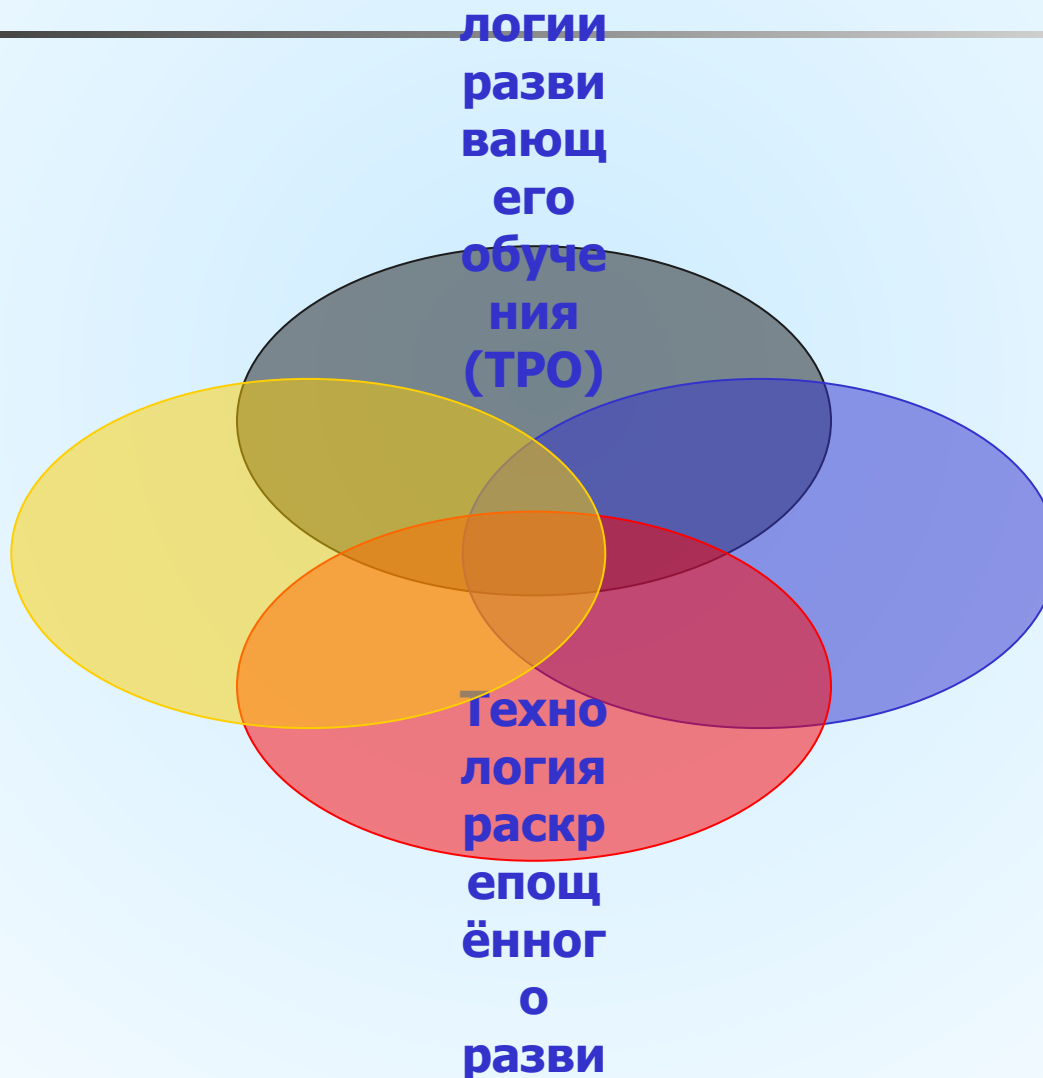 логии
разви
вающ
его
обуче
ния
(ТРО)
Техно
логия
раскр
епощ
ённог
о
разви